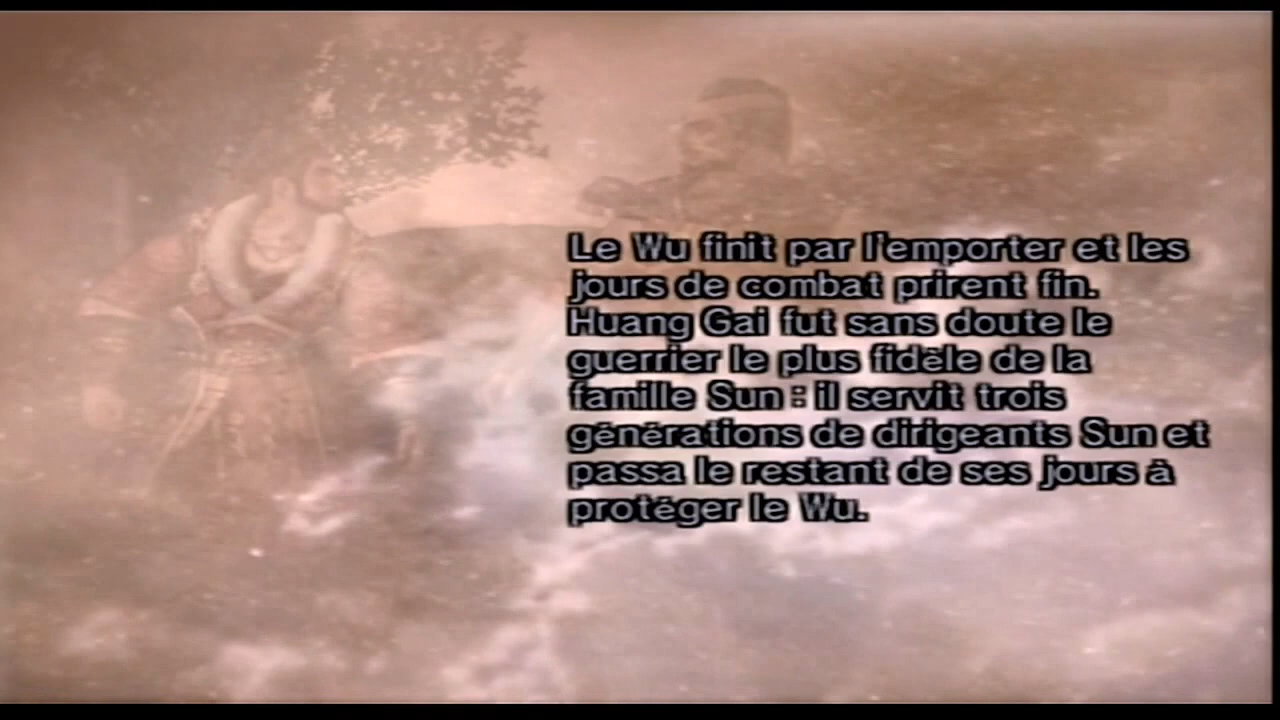 Le Wu finit par l'emporter et les
jours de combat prirent fin.
Huang Gai fut sans doute le
guerrier le plus fidèle de la
famille Sun : il servit trois
générations de dirigeants Sun et
passa le restant de ses jours à
protéger le Wu.